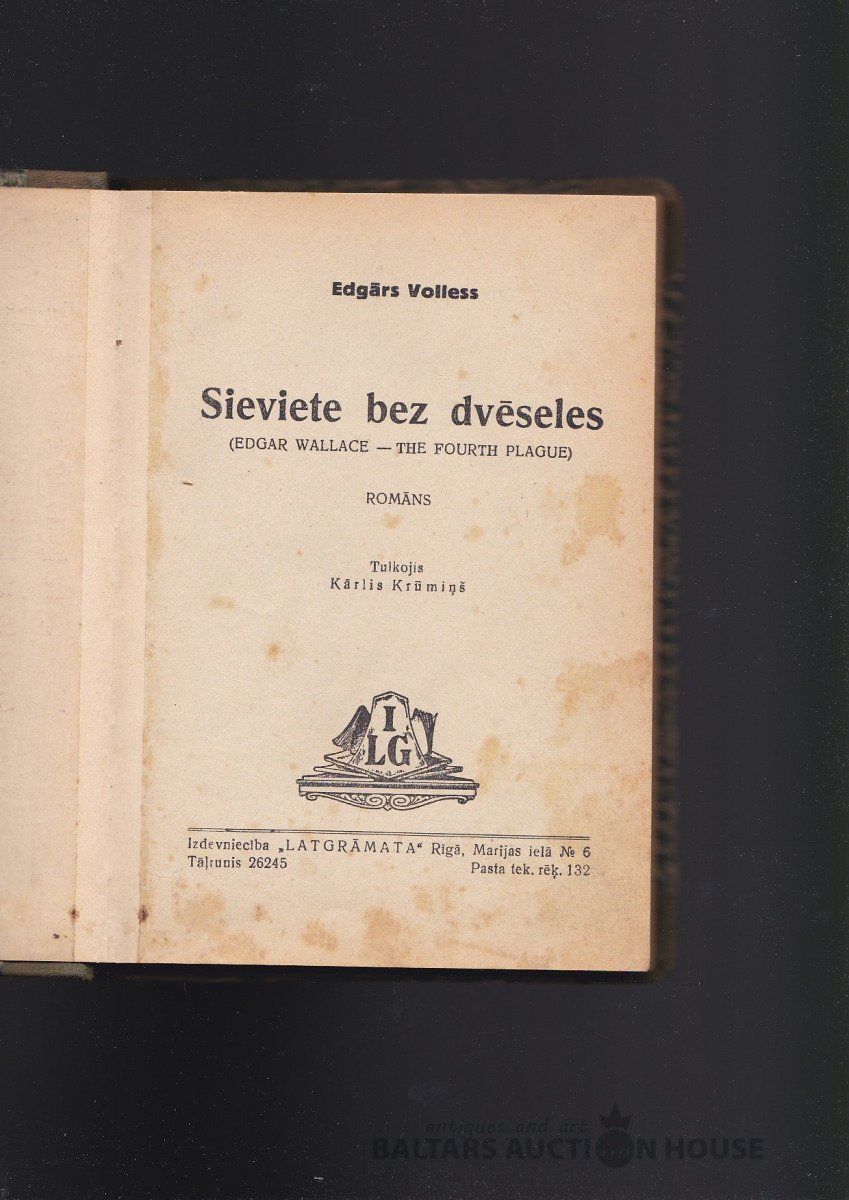 Edgārs Volless
Sieviete bez dvēseles
(EDGAR WALLACE — THE FOURTH PLAGUE)
ROMĀNS
Tulkojis
Kārlis Krūmiņš
I
LG
Izdevniecība „LATGRĀMATA“ Rīgā, Marijas ielā № 6
Tāļrunis 26245
Pasta tek. rēķ. 132
antiques and art
BALTARS AUCTION HOUSE